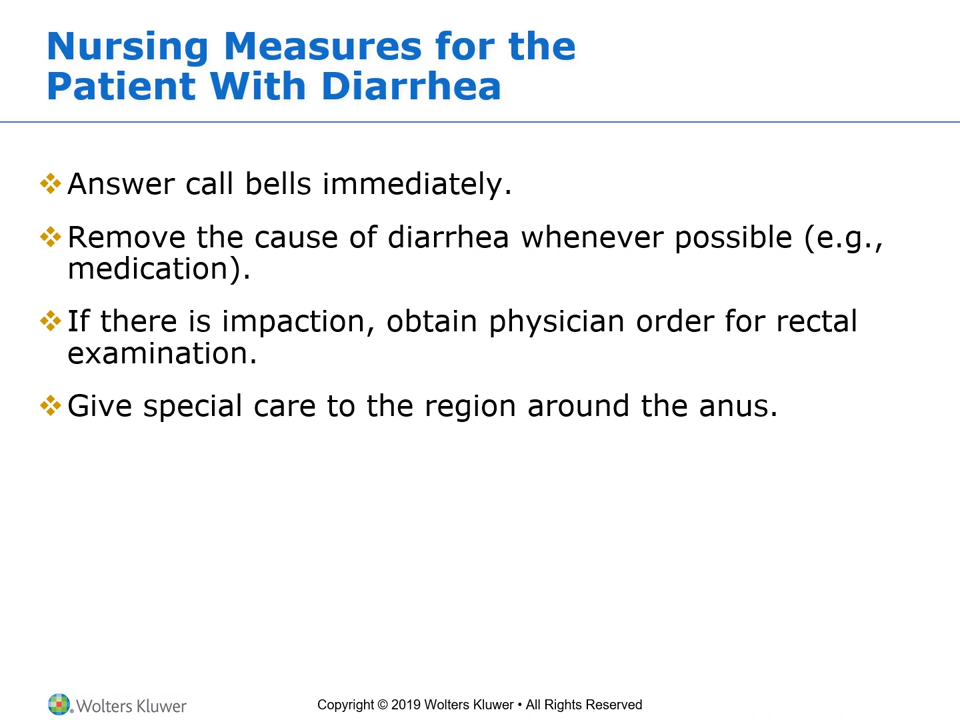 Nursing Measures for the
Patient With Diarrhea
❖Answer call bells immediately.
❖Remove the cause of diarrhea whenever possible (e.g.,
medication).
❖If there is impaction, obtain physician order for rectal
examination.
❖Give special care to the region around the anus.
Wolters Kluwer
Copyright © 2019 Wolters Kluwer • All Rights Reserved